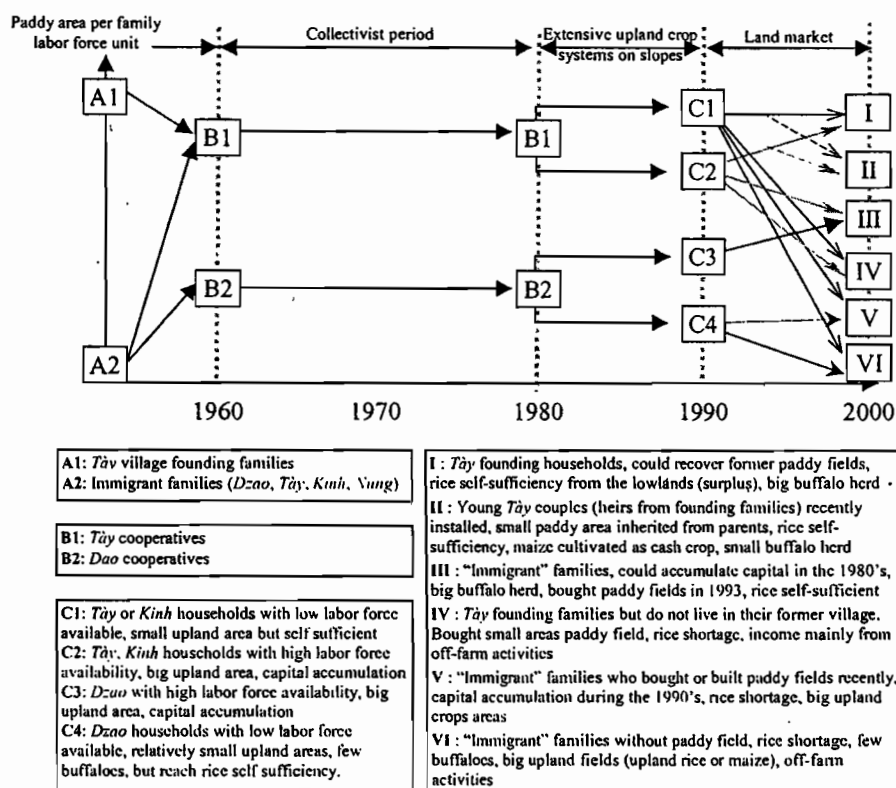 Paddy area per family
labor force unit
Collectivist period
Extensive upland crop
systems on slopes
Land market
A1
A2
B1
B2
B1
B2
C1
C2
C3
C4
I
II
III
IV
V
VI
1960
1970
1980
1990
2000
A1: Tày village founding families
A2: Immigrant families (Dzao, Tày, Kinh, Nung)
B1: Tày cooperatives
B2: Dao cooperatives
C1: Tày or Kinh households with low labor force
available, small upland area but self sufficient
C2: Tày, Kinh households with high labor force
availability, big upland area, capital accumulation
C3: Dzao with high labor force availability, big
upland area, capital accumulation
C4: Dzao households with low labor force
available, relatively small upland areas, few
buffaloes, but reach rice self sufficiency.
I : Tày founding households, could recover former paddy fields,
rice self-sufficiency from the lowlands (surplus), big buffalo herd
II : Young Tày couples (heirs from founding families) recently
installed, small paddy area inherited from parents, rice self-
sufficiency, maize cultivated as cash crop, small buffalo herd
III : "Immigrant" families, could accumulate capital in the 1980's,
big buffalo herd, bought paddy fields in 1993, rice self-sufficient
IV : Tày founding families but do not live in their former village.
Bought small areas paddy field, rice shortage, income mainly from
off-farm activities
V : "Immigrant" families who bought or built paddy fields recently,
capital accumulation during the 1990's, rice shortage, big upland
crops areas
VI : "Immigrant" families without paddy field, rice shortage, few
buffaloes, big upland fields (upland rice or maize), off-farm
activities